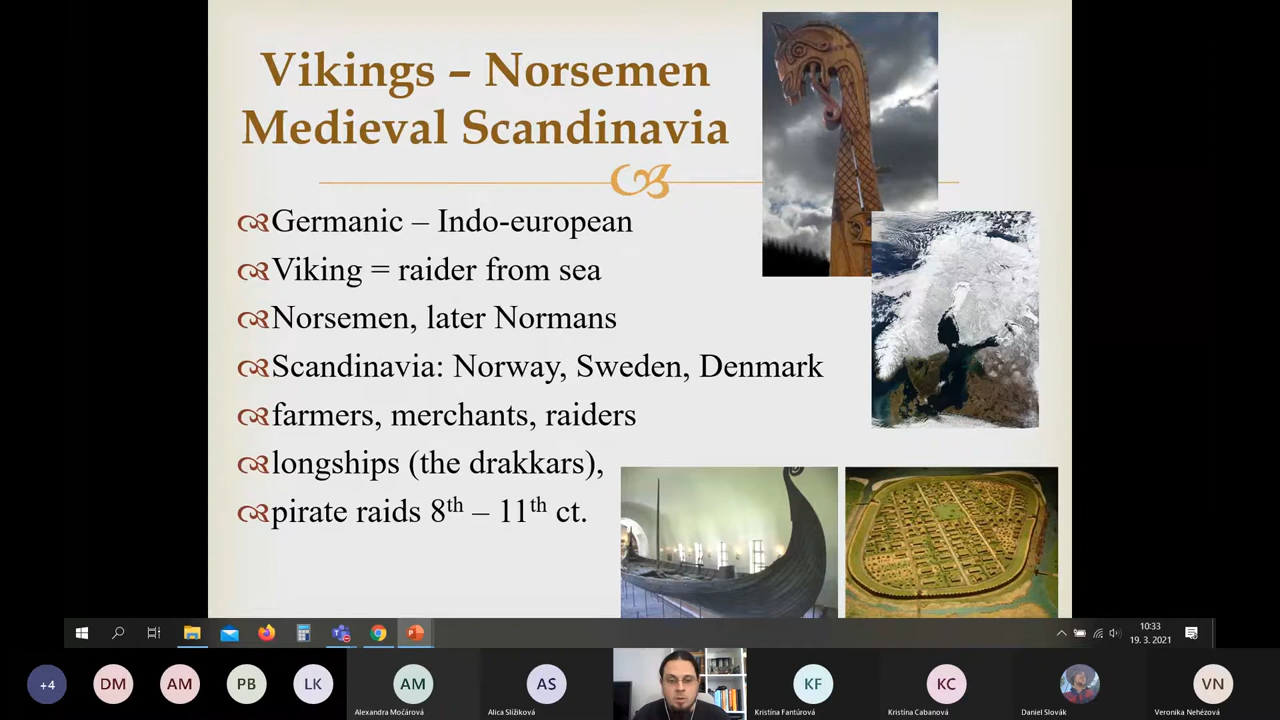 Vikings – Norsemen
Medieval Scandinavia
Germanic – Indo-european
Viking = raider from sea
Norsemen, later Normans
Scandinavia: Norway, Sweden, Denmark
farmers, merchants, raiders
longships (the drakkars),
pirate raids 8th – 11th ct.
10:33
19. 3. 2021
+4
DM
AM
PB
LK
AM
AS
KF
KC
VN
Alexandra Močárová
Alica Slížiková
Kristína Fantúrová
Kristína Cabanová
Daniel Slovák
Veronika Nehézová